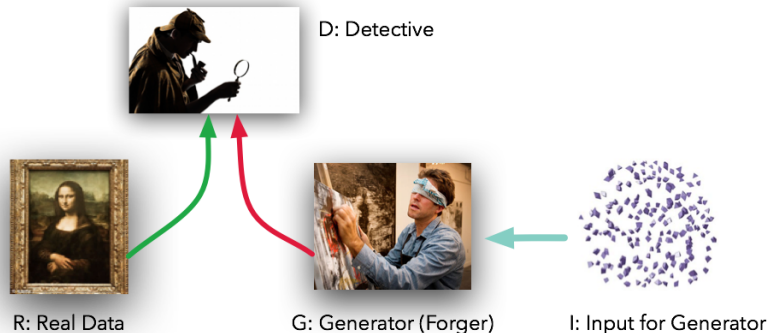 D: Detective
R: Real Data
G: Generator (Forger)
I: Input for Generator